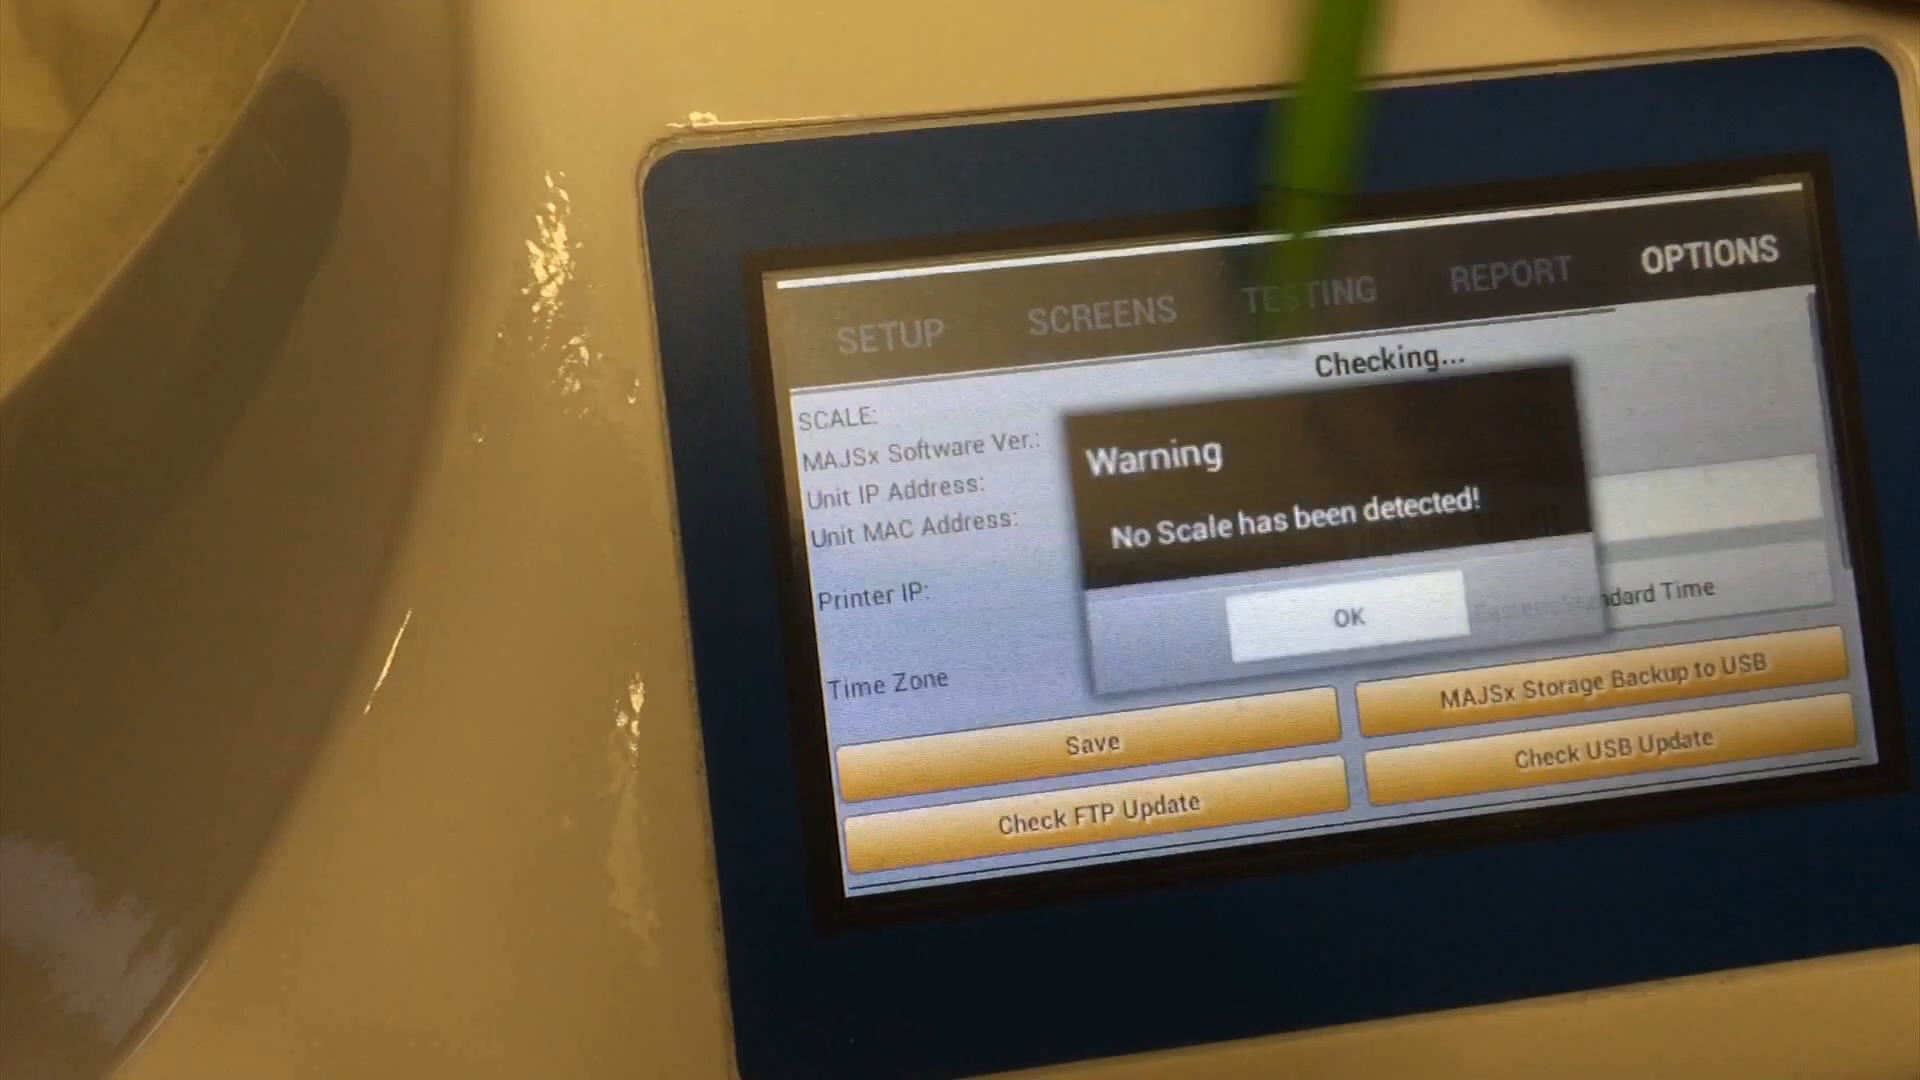 SETUP SCREENS TESTING REPORT OPTIONS
Checking...
SCALE:
MAJSx Software Ver.:
Unit IP Address:
Unit MAC Address:
Printer IP:
Time Zone
Warning
No Scale has been detected!
OK
Eastern Standard Time
Save
MAJSx Storage Backup to USB
Check FTP Update
Check USB Update